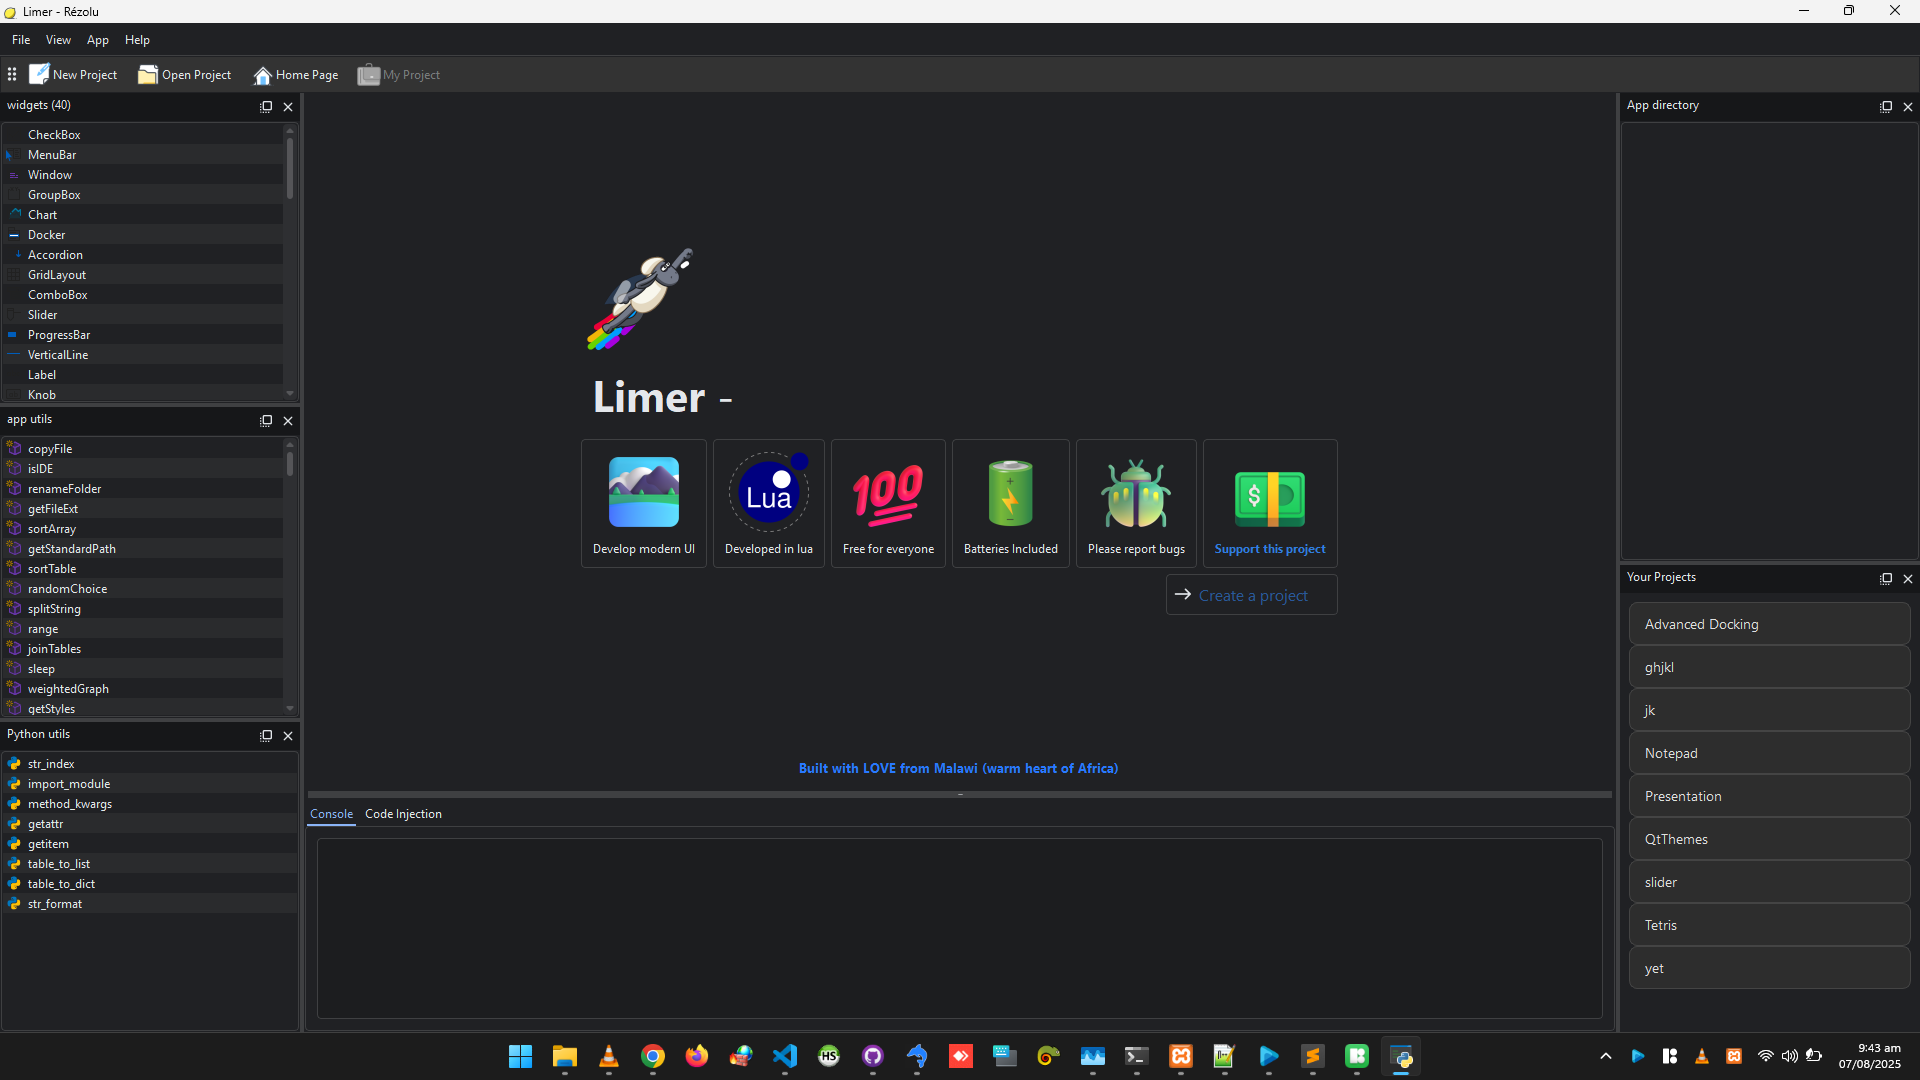 Limer - Rézolu
File View App Help
New Project Open Project Home Page My Project
widgets (40)
CheckBox
MenuBar
Window
GroupBox
Chart
Docker
Accordion
GridLayout
ComboBox
Slider
ProgressBar
VerticalLine
Label
Knob
app utils
copyFile
isIDE
renameFolder
getFileExt
sortArray
getStandardPath
sortTable
randomChoice
splitString
range
joinTables
sleep
weightedGraph
getStyles
Python utils
str_index
import_module
method_kwargs
getattr
getitem
table_to_list
table_to_dict
str_format
Limer -
Lua
100
Develop modern UI Developed in lua Free for everyone Batteries Included Please report bugs Support this project
Create a project
Built with LOVE from Malawi (warm heart of Africa)
Console Code Injection
App directory
Your Projects
Advanced Docking
ghjkl
jk
Notepad
Presentation
QtThemes
slider
Tetris
yet
HS
9:43 am
07/08/2025